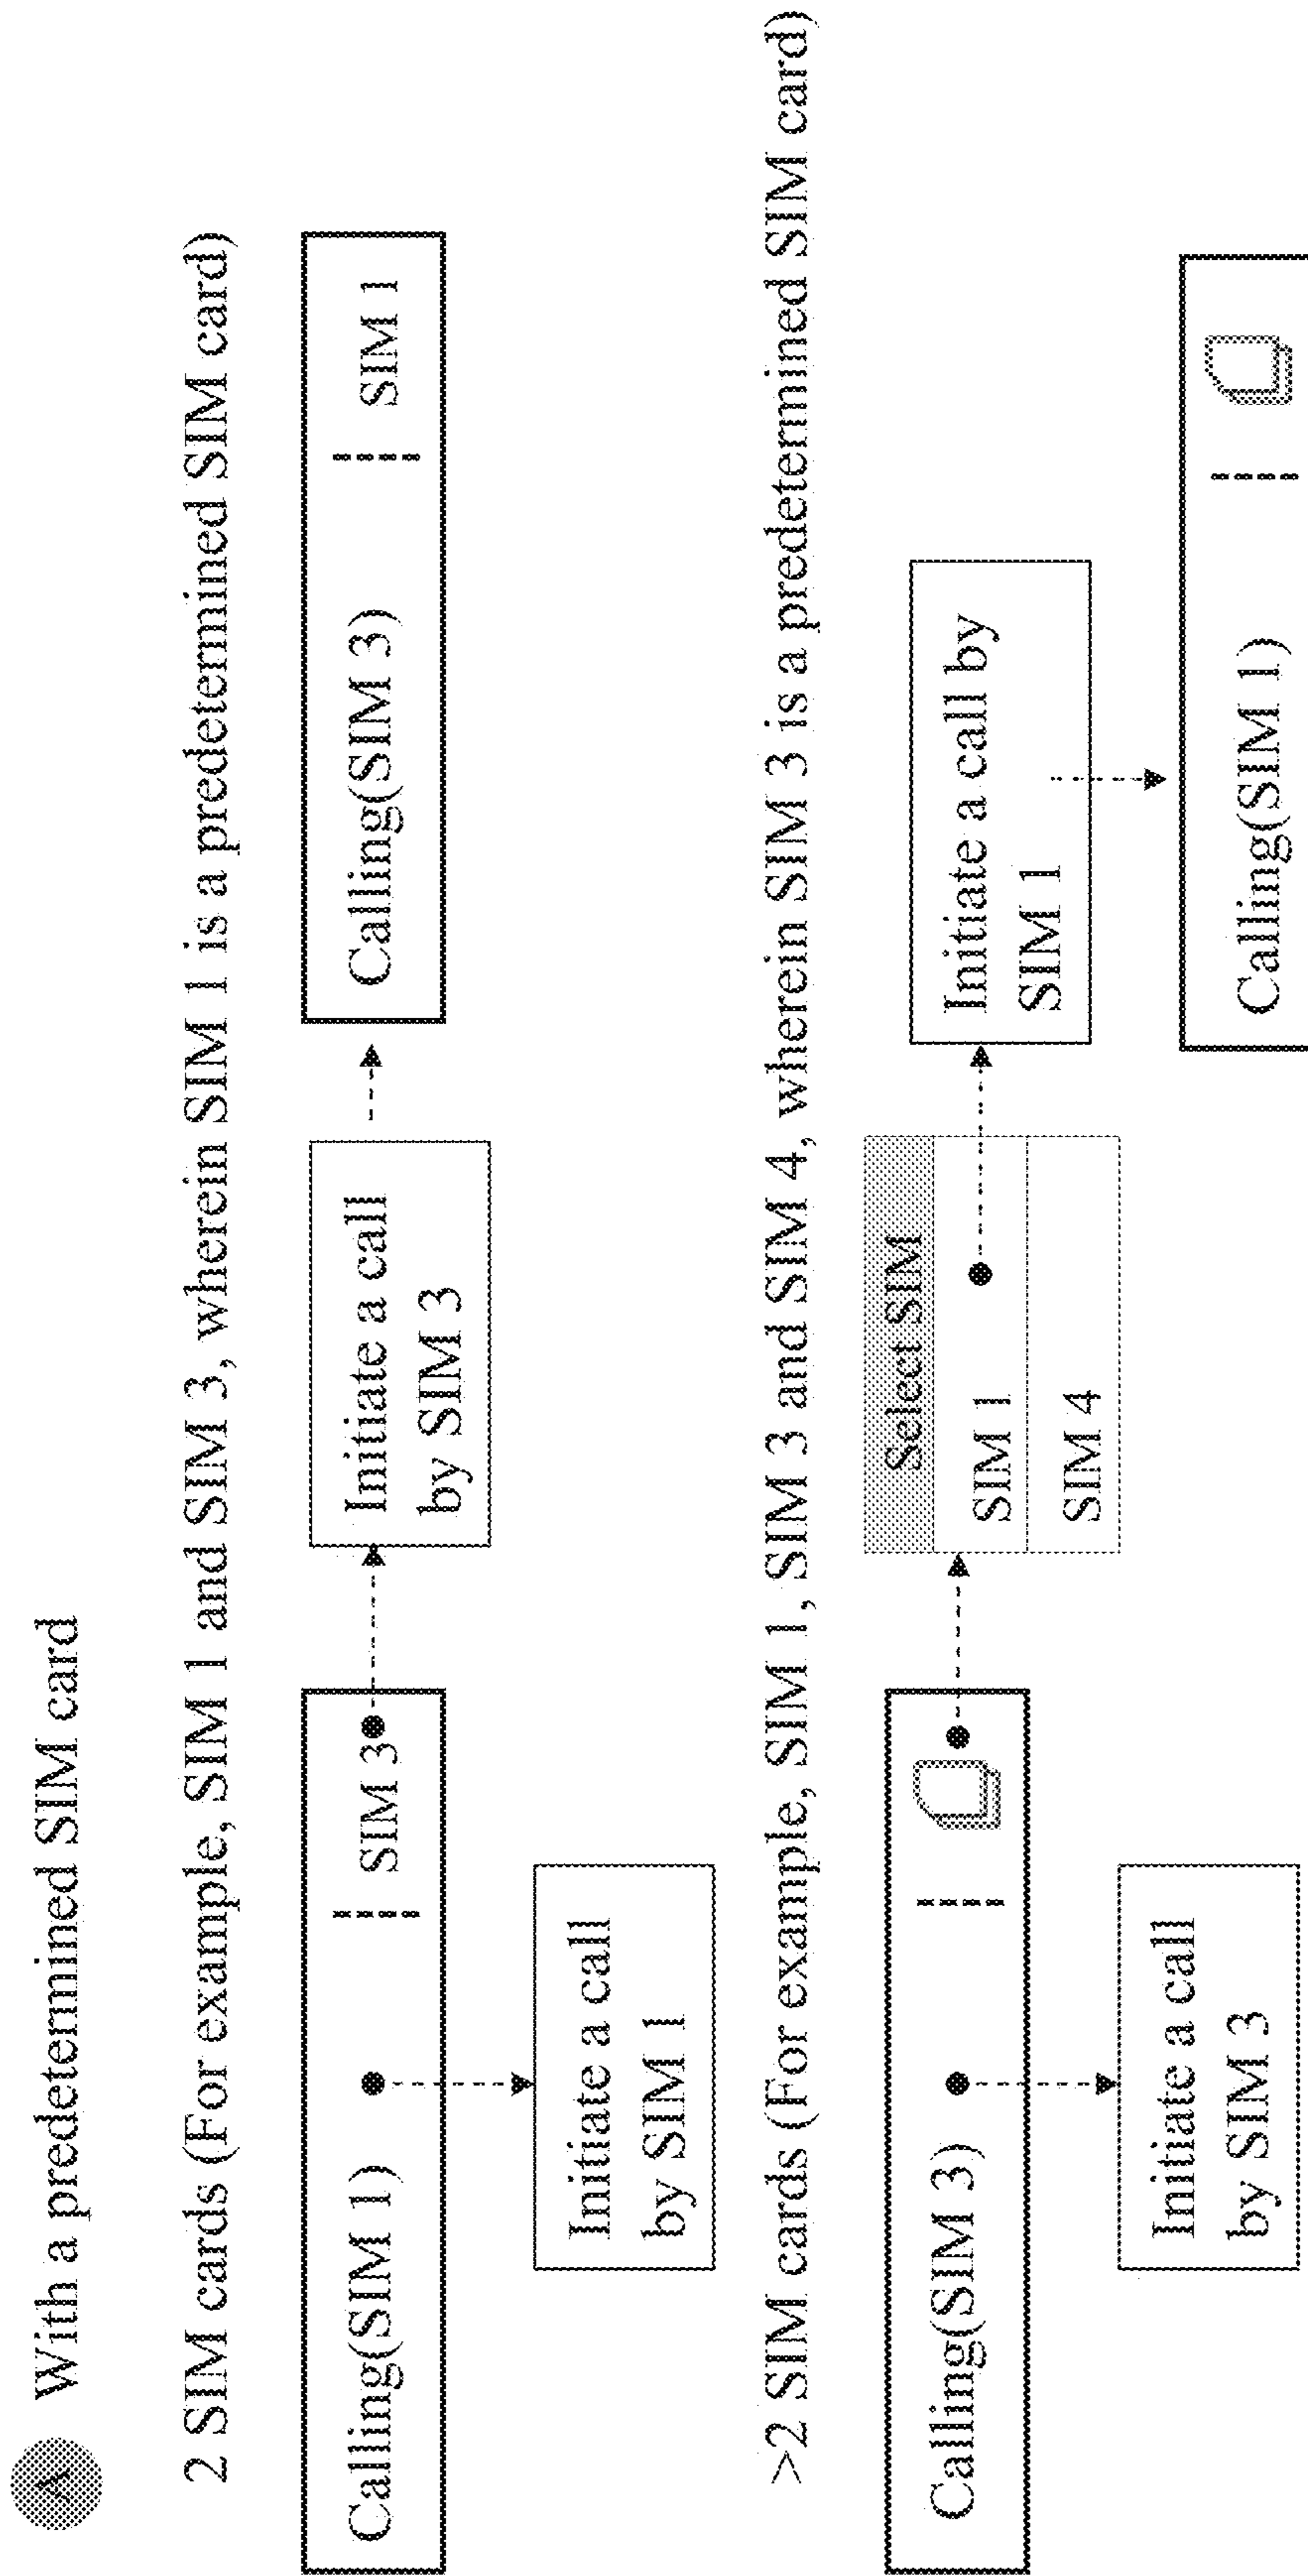 A With a predetermined SIM card
2 SIM cards (For example, SIM 1 and SIM 3, wherein SIM 1 is a predetermined SIM card)
Calling(SIM 1)
SIM 3
Initiate a call
by SIM 3
Calling(SIM 3)
SIM 1
Initiate a call
by SIM 1
>2 SIM cards (For example, SIM 1, SIM 3 and SIM 4, wherein SIM 3 is a predetermined SIM card)
Calling(SIM 3)
Select SIM
SIM 1
SIM 4
Initiate a call by
SIM 1
Initiate a call
by SIM 3
Calling(SIM 1)